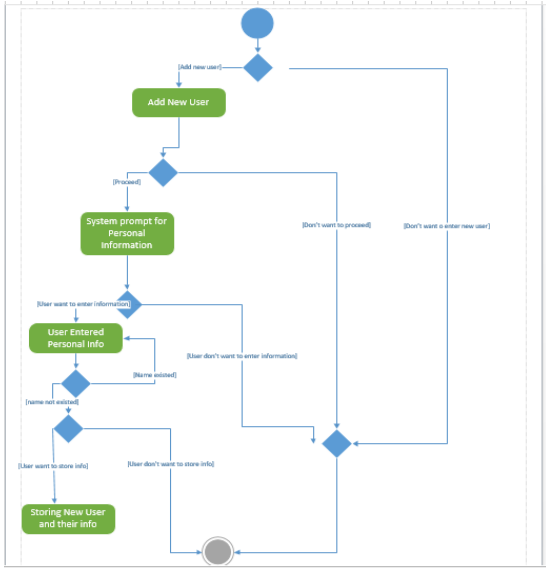 [Add new user]
Add New User
[Proceed]
System prompt for
Personal
Information
[Don't want to proceed]
[Don't want o enter new user]
[User want to enter information]
User Entered
Personal Info
[User don't want to enter information]
[Name existed]
[name not existed]
[User want to store info]
[User don't want to store info]
Storing New User
and their info